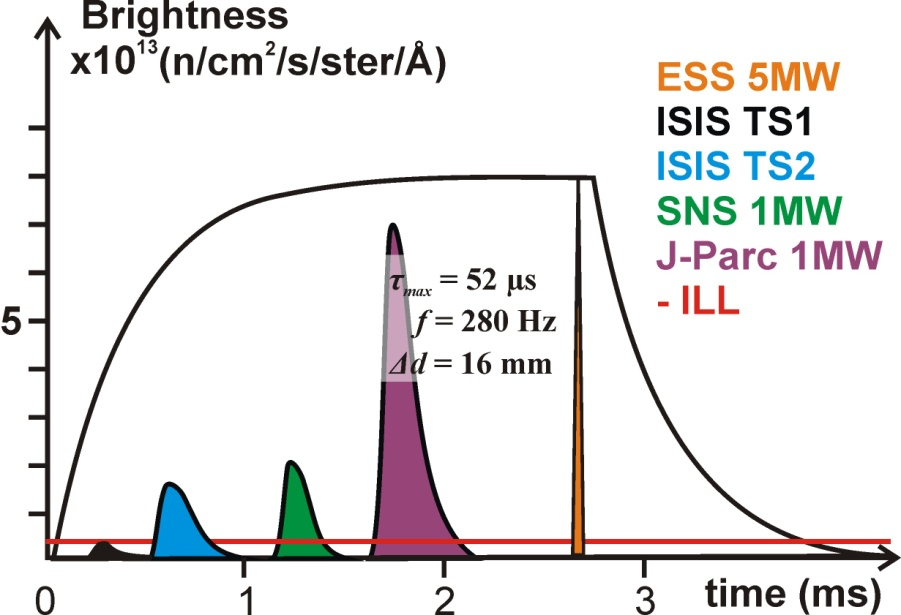 Brightness
x10¹³(n/cm²/s/ster/Å)
ESS 5MW
ISIS TS1
ISIS TS2
SNS 1MW
J-Parc 1MW
- ILL
τmax = 52 µs
f = 280 Hz
Δd = 16 mm
5
0 1 2 3 time (ms)